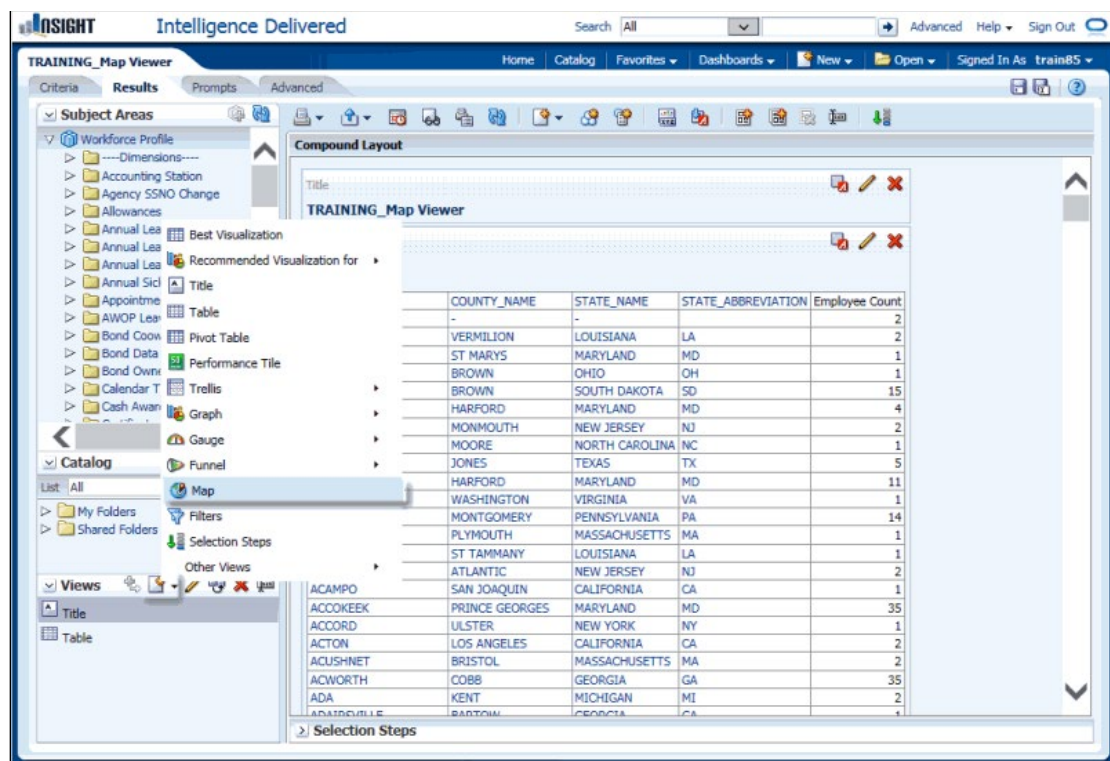 INSIGHT Intelligence Delivered Search All Advanced Help Sign Out
TRAINING_Map Viewer Home Catalog Favorites Dashboards New Open Signed In As train85
Criteria Results Prompts Advanced
Subject Areas
Workforce Profile
----Dimensions----
Accounting Station
Agency SSNO Change
Allowances
Annual Lea
Annual Lea
Annual Lea
Annual Sicl
Appointme
AWOP Lea
Bond Coow
Bond Data
Bond Owne
Calendar T
Cash Awar
Catalog
List All
My Folders
Shared Folders
Views
Title
Table
Best Visualization
Recommended Visualization for
Title
Table
Pivot Table
Performance Tile
Trellis
Graph
Gauge
Funnel
Map
Filters
Selection Steps
Other Views
Compound Layout
Title
TRAINING_Map Viewer
COUNTY_NAME STATE_NAME STATE_ABBREVIATION Employee Count
- - 2
VERMILION LOUISIANA LA 2
ST MARYS MARYLAND MD 1
BROWN OHIO OH 1
BROWN SOUTH DAKOTA SD 15
HARFORD MARYLAND MD 4
MONMOUTH NEW JERSEY NJ 2
MOORE NORTH CAROLINA NC 1
JONES TEXAS TX 5
HARFORD MARYLAND MD 11
WASHINGTON VIRGINIA VA 1
MONTGOMERY PENNSYLVANIA PA 14
PLYMOUTH MASSACHUSETTS MA 1
ST TAMMANY LOUISIANA LA 1
ATLANTIC NEW JERSEY NJ 2
ACAMPO SAN JOAQUIN CALIFORNIA CA 1
ACCOKEEK PRINCE GEORGES MARYLAND MD 35
ACCORD ULSTER NEW YORK NY 1
ACTON LOS ANGELES CALIFORNIA CA 2
ACUSHNET BRISTOL MASSACHUSETTS MA 2
ACWORTH COBB GEORGIA GA 35
ADA KENT MICHIGAN MI 2
ADAIRSVILLE BARTOW GEORGIA GA 1
Selection Steps